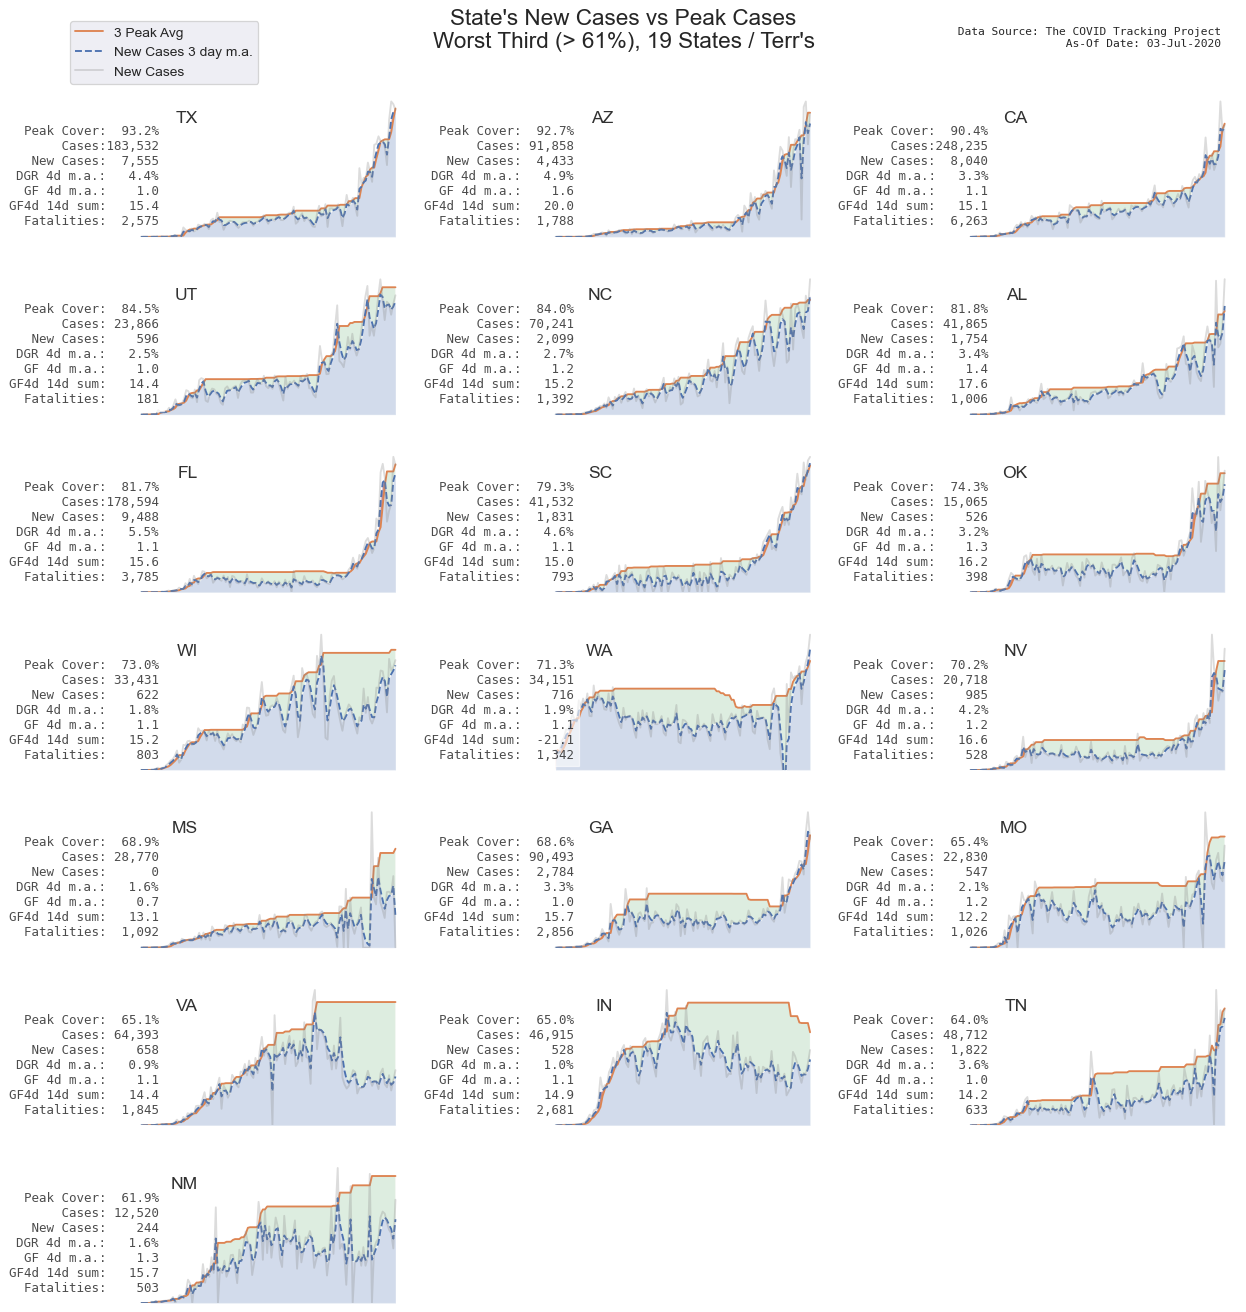 State's New Cases vs Peak Cases
Worst Third (> 61%), 19 States / Terr's
3 Peak Avg
New Cases 3 day m.a.
New Cases
Data Source: The COVID Tracking Project
As-Of Date: 03-Jul-2020
TX
Peak Cover: 93.2%
Cases:183,532
New Cases: 7,555
DGR 4d m.a.: 4.4%
GF 4d m.a.: 1.0
GF4d 14d sum: 15.4
Fatalities: 2,575
AZ
Peak Cover: 92.7%
Cases: 91,858
New Cases: 4,433
DGR 4d m.a.: 4.9%
GF 4d m.a.: 1.6
GF4d 14d sum: 20.0
Fatalities: 1,788
CA
Peak Cover: 90.4%
Cases:248,235
New Cases: 8,040
DGR 4d m.a.: 3.3%
GF 4d m.a.: 1.1
GF4d 14d sum: 15.1
Fatalities: 6,263
UT
Peak Cover: 84.5%
Cases: 23,866
New Cases: 596
DGR 4d m.a.: 2.5%
GF 4d m.a.: 1.0
GF4d 14d sum: 14.4
Fatalities: 181
NC
Peak Cover: 84.0%
Cases: 70,241
New Cases: 2,099
DGR 4d m.a.: 2.7%
GF 4d m.a.: 1.2
GF4d 14d sum: 15.2
Fatalities: 1,392
AL
Peak Cover: 81.8%
Cases: 41,865
New Cases: 1,754
DGR 4d m.a.: 3.4%
GF 4d m.a.: 1.4
GF4d 14d sum: 17.6
Fatalities: 1,006
FL
Peak Cover: 81.7%
Cases:178,594
New Cases: 9,488
DGR 4d m.a.: 5.5%
GF 4d m.a.: 1.1
GF4d 14d sum: 15.6
Fatalities: 3,785
SC
Peak Cover: 79.3%
Cases: 41,532
New Cases: 1,831
DGR 4d m.a.: 4.6%
GF 4d m.a.: 1.1
GF4d 14d sum: 15.0
Fatalities: 793
OK
Peak Cover: 74.3%
Cases: 15,065
New Cases: 526
DGR 4d m.a.: 3.2%
GF 4d m.a.: 1.3
GF4d 14d sum: 16.2
Fatalities: 398
WI
Peak Cover: 73.0%
Cases: 33,431
New Cases: 622
DGR 4d m.a.: 1.8%
GF 4d m.a.: 1.1
GF4d 14d sum: 15.2
Fatalities: 803
WA
Peak Cover: 71.3%
Cases: 34,151
New Cases: 716
DGR 4d m.a.: 1.9%
GF 4d m.a.: 1.1
GF4d 14d sum: -21.1
Fatalities: 1,342
NV
Peak Cover: 70.2%
Cases: 20,718
New Cases: 985
DGR 4d m.a.: 4.2%
GF 4d m.a.: 1.2
GF4d 14d sum: 16.6
Fatalities: 528
MS
Peak Cover: 68.9%
Cases: 28,770
New Cases: 0
DGR 4d m.a.: 1.6%
GF 4d m.a.: 0.7
GF4d 14d sum: 13.1
Fatalities: 1,092
GA
Peak Cover: 68.6%
Cases: 90,493
New Cases: 2,784
DGR 4d m.a.: 3.3%
GF 4d m.a.: 1.0
GF4d 14d sum: 15.7
Fatalities: 2,856
MO
Peak Cover: 65.4%
Cases: 22,830
New Cases: 547
DGR 4d m.a.: 2.1%
GF 4d m.a.: 1.2
GF4d 14d sum: 12.2
Fatalities: 1,026
VA
Peak Cover: 65.1%
Cases: 64,393
New Cases: 658
DGR 4d m.a.: 0.9%
GF 4d m.a.: 1.1
GF4d 14d sum: 14.4
Fatalities: 1,845
IN
Peak Cover: 65.0%
Cases: 46,915
New Cases: 528
DGR 4d m.a.: 1.0%
GF 4d m.a.: 1.1
GF4d 14d sum: 14.9
Fatalities: 2,681
TN
Peak Cover: 64.0%
Cases: 48,712
New Cases: 1,822
DGR 4d m.a.: 3.6%
GF 4d m.a.: 1.0
GF4d 14d sum: 14.2
Fatalities: 633
NM
Peak Cover: 61.9%
Cases: 12,520
New Cases: 244
DGR 4d m.a.: 1.6%
GF 4d m.a.: 1.3
GF4d 14d sum: 15.7
Fatalities: 503